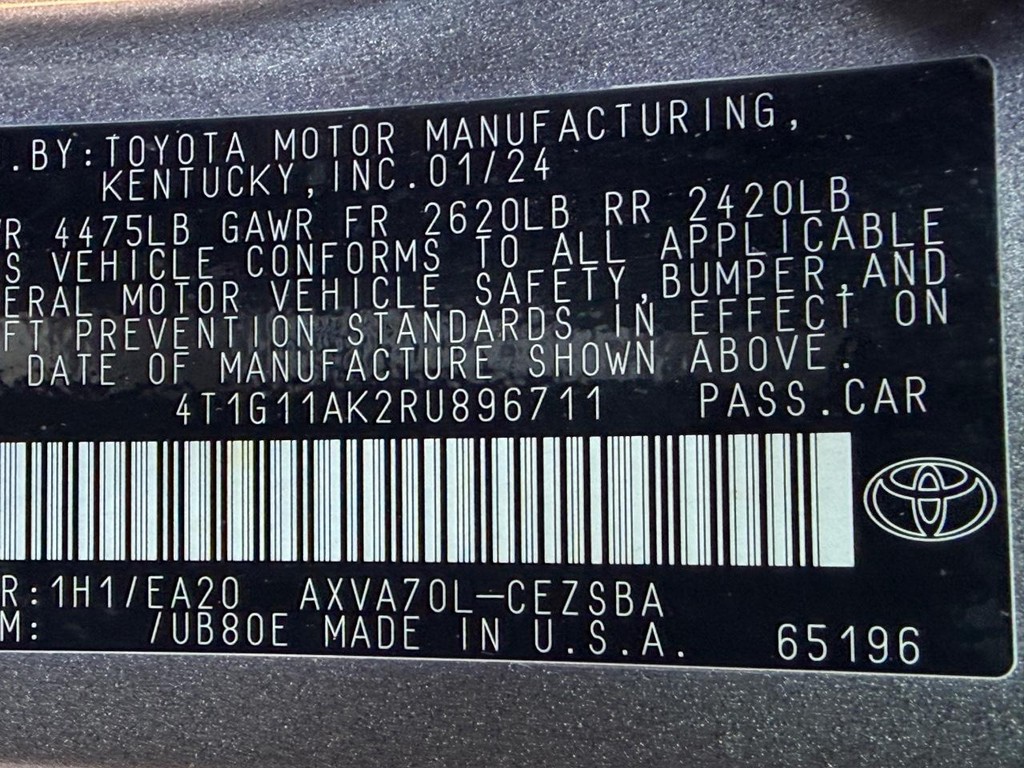 .BY:TOYOTA MOTOR MANUFACTURING,
KENTUCKY,INC.01/24
WR 4475LB GAWR FR 2620LB RR 2420LB
S VEHICLE CONFORMS TO ALL APPLICABLE
ERAL MOTOR VEHICLE SAFETY,BUMPER,AND
FT PREVENTION STANDARDS IN EFFECT ON
DATE OF MANUFACTURE SHOWN ABOVE.
4T1G11AK2RU896711 PASS.CAR
R:1H1/EA20 AXVA70L-CEZSBA
M: /UB80E MADE IN U.S.A. 65196